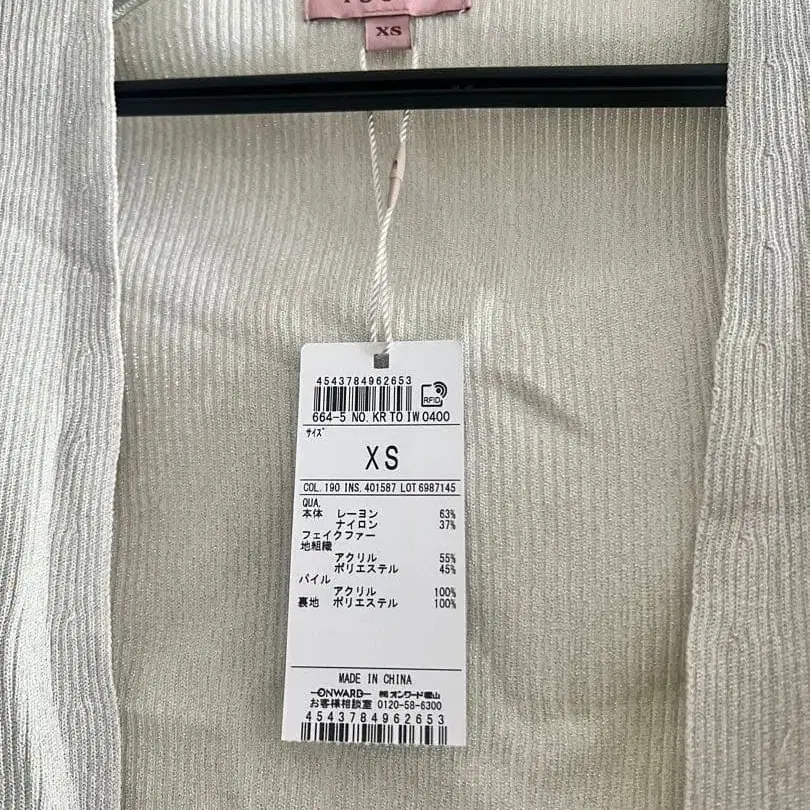 XS
4543784962653
RFID
664-5 NO. KR TO IW 0400
サイズ
XS
COL. 190 INS. 401587 LOT 6987145
QUA.
本体 レーヨン 63%
ナイロン 37%
フェイクファー
地組織
アクリル 55%
ポリエステル 45%
パイル
アクリル 100%
裏地 ポリエステル 100%
MADE IN CHINA
ONWARD ㈱オンワード樫山
お客様相談室 0120-58-6300
4543784962653